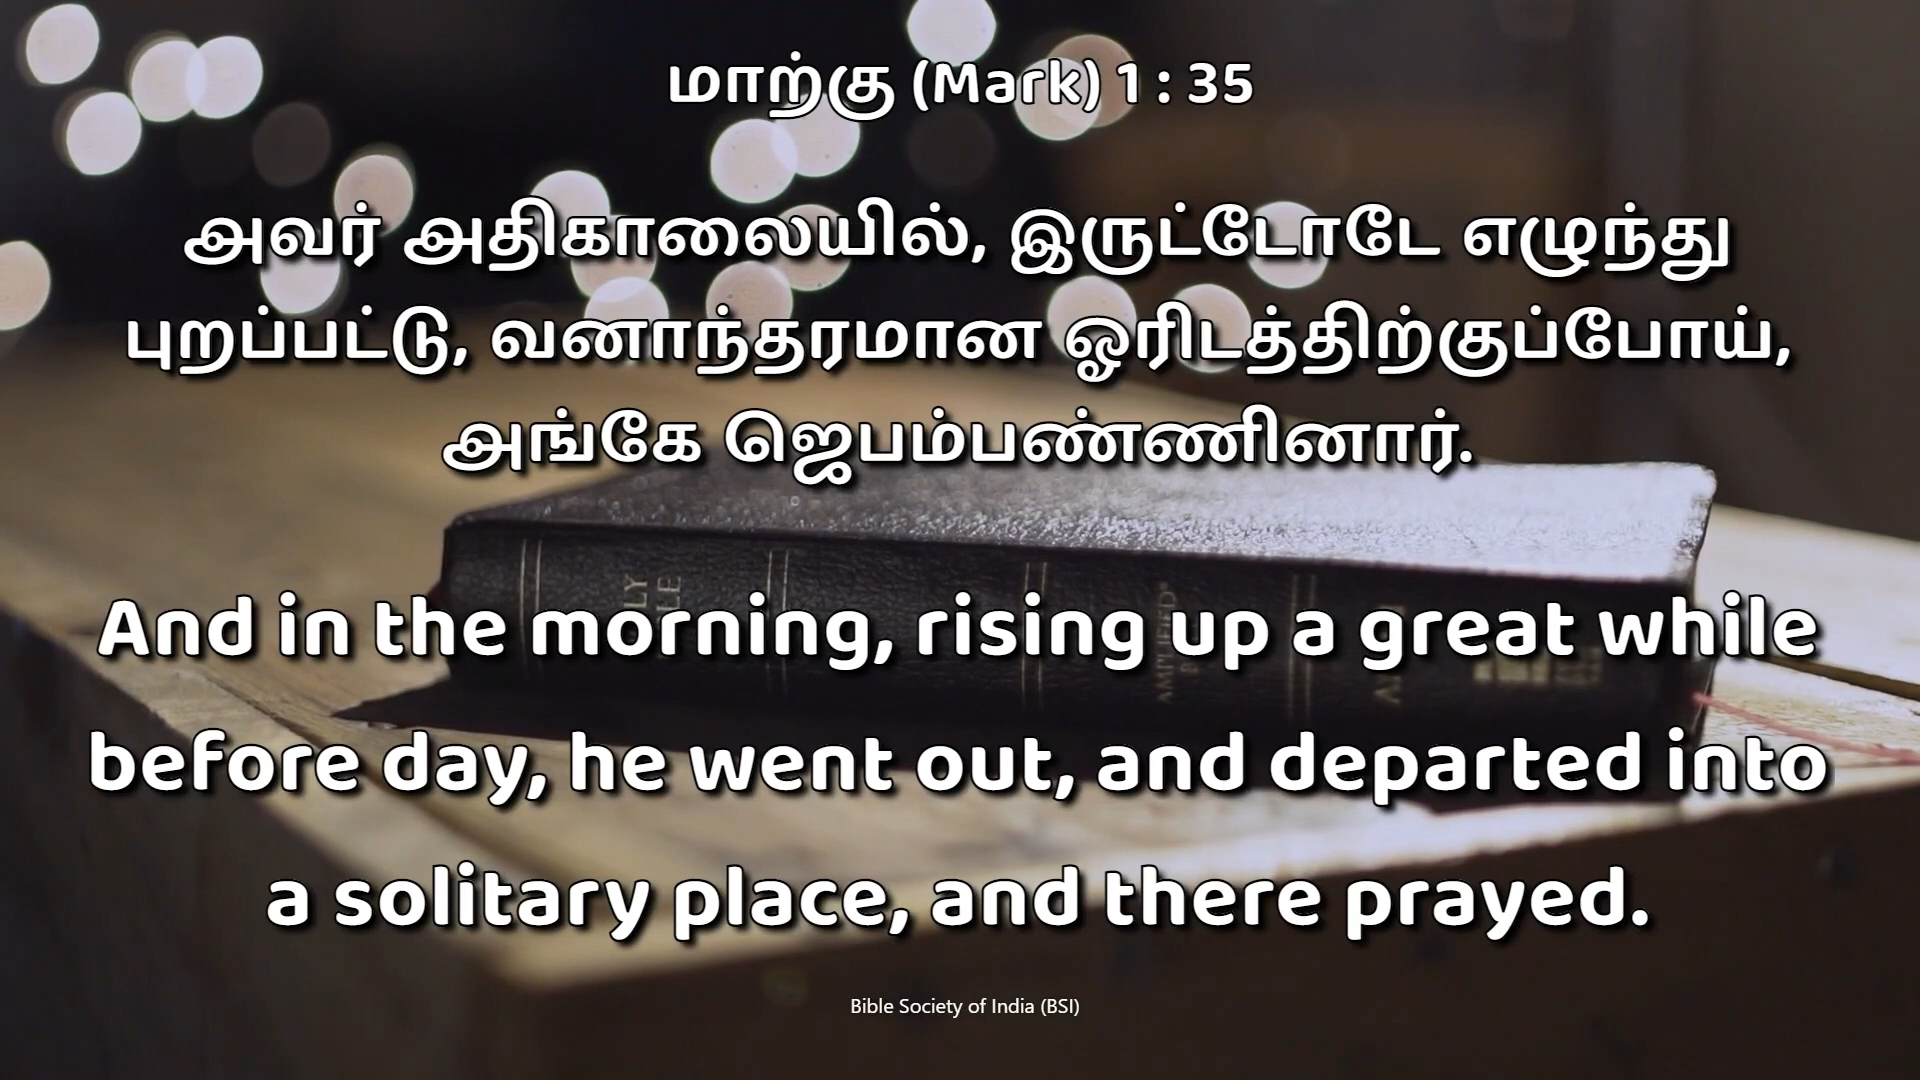 மாற்கு (Mark) 1 : 35
அவர் அதிகாலையில், இருட்டோடே எழுந்து
புறப்பட்டு, வனாந்தரமான ஓரிடத்திற்குப்போய்,
அங்கே ஜெபம்பண்ணினார்.
And in the morning, rising up a great while
before day, he went out, and departed into
a solitary place, and there prayed.
Bible Society of India (BSI)